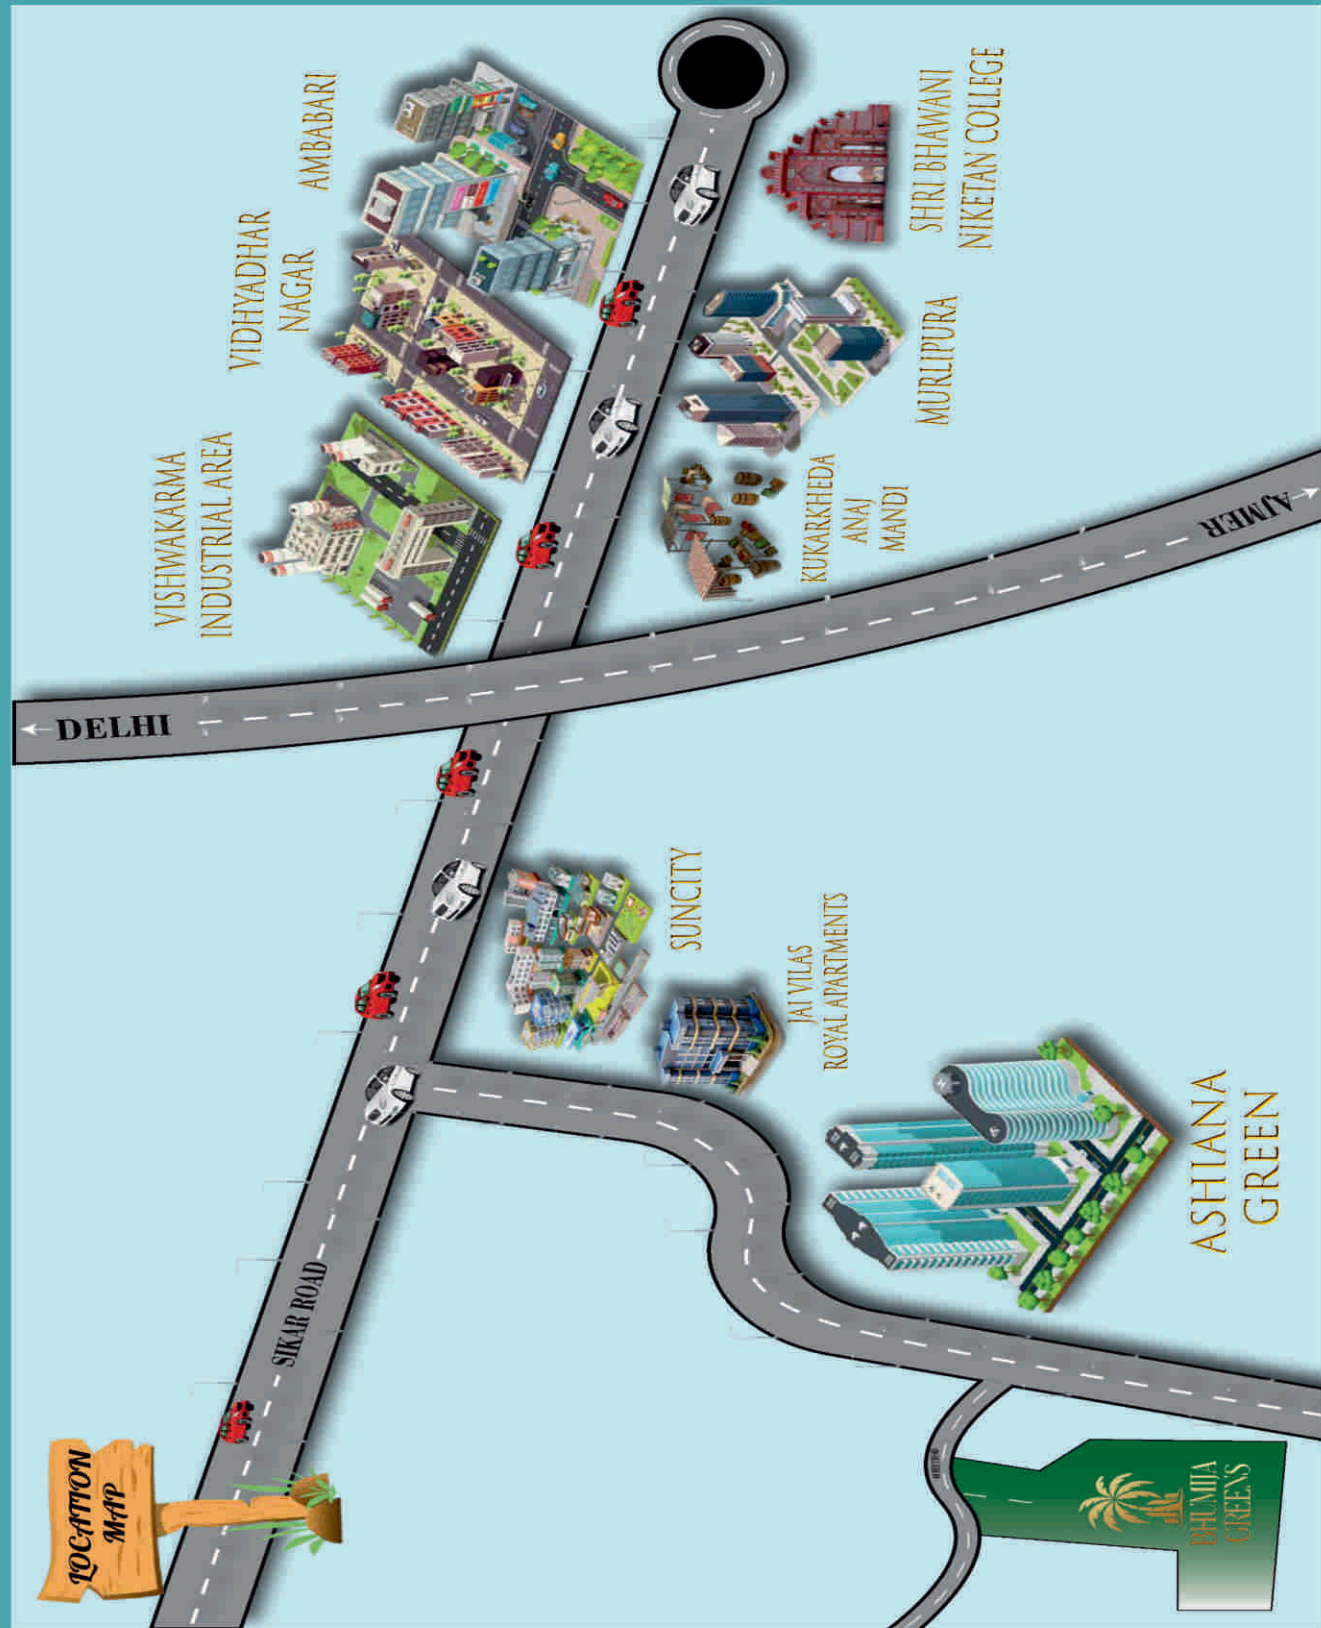 LOCATION
MAP
SIKAR ROAD
DELHI
AJMER
VISHWAKARMA
INDUSTRIAL AREA
VIDHYADHAR
NAGAR
AMBABARI
SHRI BHAWANI
NIKETAN COLLEGE
MURLIPURA
KUKARKHEDA
ANAJ
MANDI
SUNCITY
JAI VILAS
ROYAL APARTMENTS
ASHIANA
GREEN
BHUMIJA
GREENS